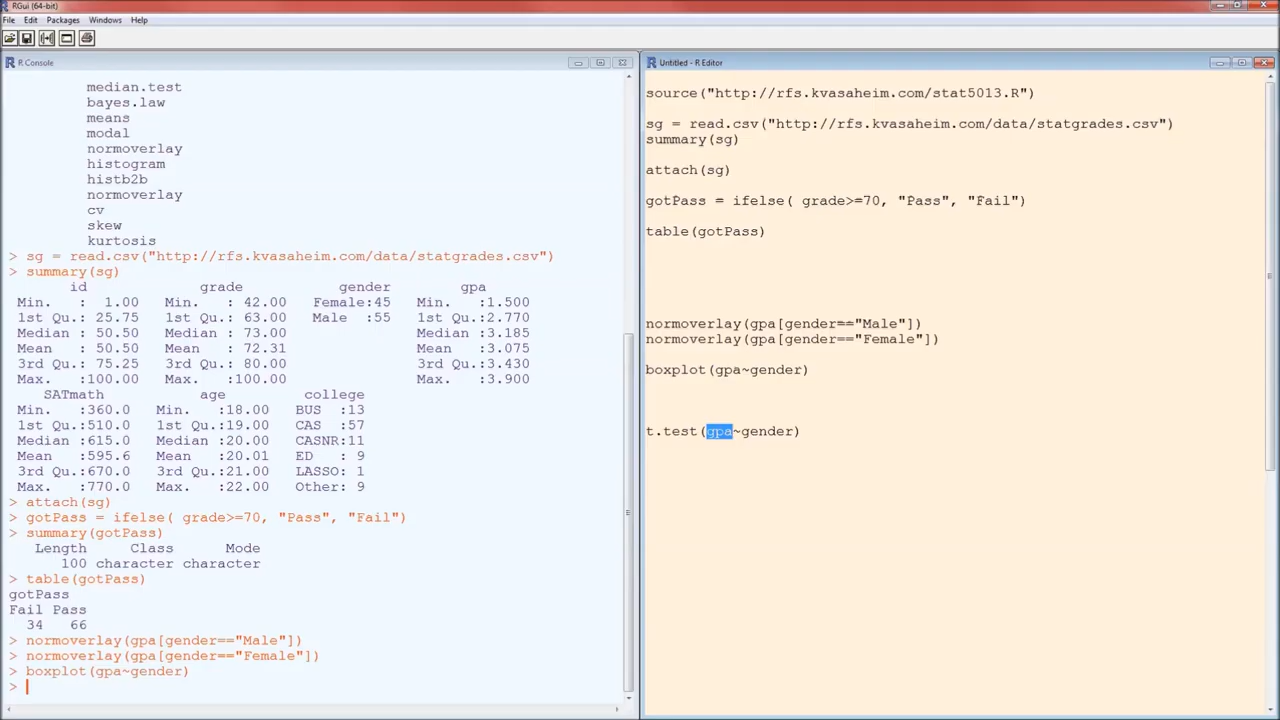 RGui (64-bit)
File Edit Packages Windows Help
R Console
median.test
bayes.law
means
modal
normoverlay
histogram
histb2b
normoverlay
cv
skew
kurtosis
> sg = read.csv("http://rfs.kvasaheim.com/data/statgrades.csv")
> summary(sg)
id grade gender gpa
Min. : 1.00 Min. : 42.00 Female:45 Min. :1.500
1st Qu.: 25.75 1st Qu.: 63.00 Male :55 1st Qu.:2.770
Median : 50.50 Median : 73.00 Median :3.185
Mean : 50.50 Mean : 72.31 Mean :3.075
3rd Qu.: 75.25 3rd Qu.: 80.00 3rd Qu.:3.430
Max. :100.00 Max. :100.00 Max. :3.900
SATmath age college
Min. :360.0 Min. :18.00 BUS :13
1st Qu.:510.0 1st Qu.:19.00 CAS :57
Median :615.0 Median :20.00 CASNR:11
Mean :595.6 Mean :20.01 ED : 9
3rd Qu.:670.0 3rd Qu.:21.00 LASSO: 1
Max. :770.0 Max. :22.00 Other: 9
> attach(sg)
> gotPass = ifelse( grade>=70, "Pass", "Fail")
> summary(gotPass)
Length Class Mode
100 character character
> table(gotPass)
gotPass
Fail Pass
34 66
> normoverlay(gpa[gender=="Male"])
> normoverlay(gpa[gender=="Female"])
> boxplot(gpa~gender)
>
Untitled - R Editor
source("http://rfs.kvasaheim.com/stat5013.R")
sg = read.csv("http://rfs.kvasaheim.com/data/statgrades.csv")
summary(sg)
attach(sg)
gotPass = ifelse( grade>=70, "Pass", "Fail")
table(gotPass)
normoverlay(gpa[gender=="Male"])
normoverlay(gpa[gender=="Female"])
boxplot(gpa~gender)
t.test(gpa~gender)